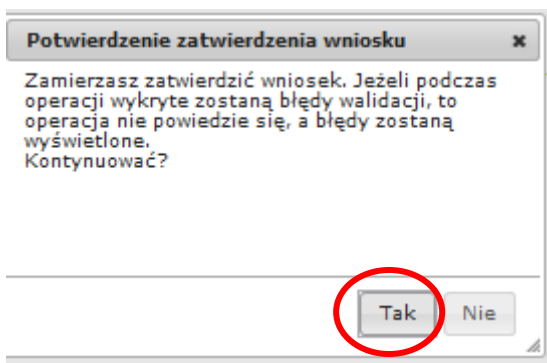 Potwierdzenie zatwierdzenia wniosku
Zamierzasz zatwierdzić wniosek. Jeżeli podczas
operacji wykryte zostaną błędy walidacji, to
operacja nie powiedzie się, a błędy zostaną
wyświetlone.
Kontynuować?
Tak Nie